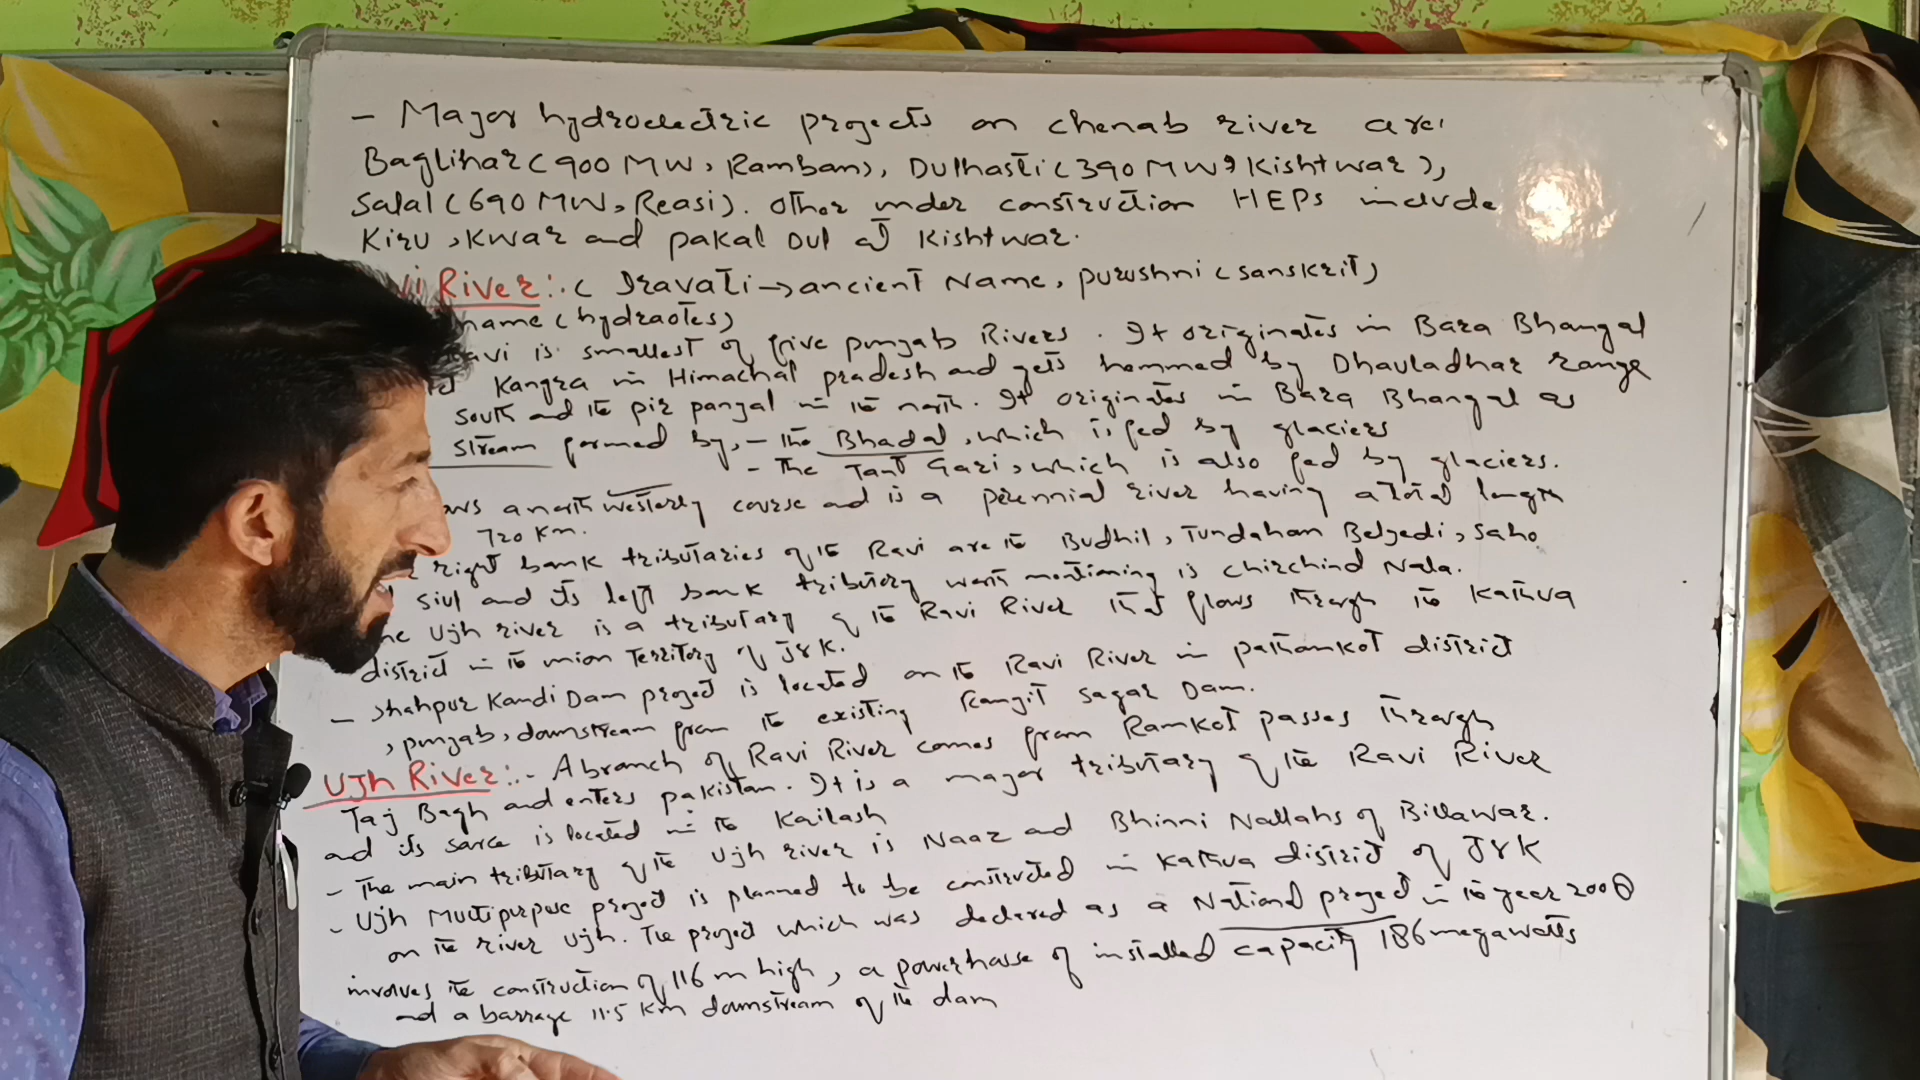 - Major hydroelectric projects on chenab river are:
Baglihar (900 MW, Ramban), Dulhasti (390 MW, Kishtwar),
Salal (690 MW, Reasi). Other under construction HEPs include
Kiru, Kwar and pakal Dul at Kishtwar.
vi River:- ( Iravati → ancient Name, purushni (sanskrit)
name (hydraotes)
Ravi is smallest of five punjab Rivers. It originates in Bara Bhangal
Kangra in Himachal pradesh and gets hemmed by Dhauladhar range
South and the pir panjal in the north. It originates in Bara Bhangal as
stream formed by, - the Bhadal, which is fed by glaciers
- The Tant Gari, which is also fed by glaciers.
ows a north westerly course and is a perennial river having a total length
720 Km.
right bank tributaries of the Ravi are the Budhil, Tundahan Beljedi, Saho
Siul and its left bank tributary worth mentioning is chirchind Nala.
he Ujh river is a tributary of the Ravi River that flows through the Kathua
district in the union Territory of J&K.
- shahpur Kandi Dam project is located on the Ravi River in pathankot district
, punjab, downstream from the existing Rangit sagar Dam.
Ujh River:- A branch of Ravi River comes from Ramkot passes through
Taj Bagh and enters pakistan. It is a major tributary of the Ravi River
and its sorce is located in the Kailash
- The main tributary of the Ujh river is Naaz and Bhinni Nallahs of Billawar.
- Ujh Multipurpose project is planned to be constructed in Kathua district of J&K
on the river Ujh. The project which was declared as a National project in the year 2008
involves the construction of 116 m high, a powerhouse of installed capacity 186 megawatts
and a barrage 11.5 Km downstream of the dam